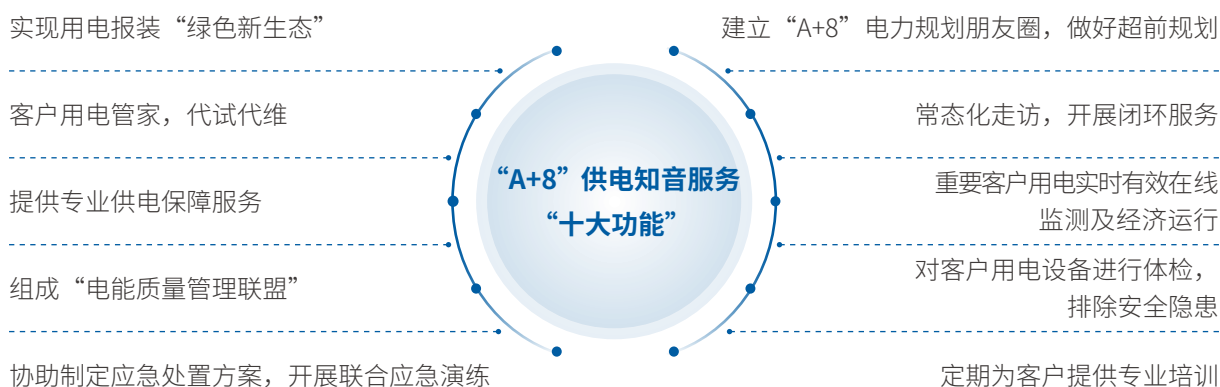 实现用电报装“绿色新生态”
客户用电管家，代试代维
提供专业供电保障服务
组成“电能质量管理联盟”
协助制定应急处置方案，开展联合应急演练
“A+8”供电知音服务
“十大功能”
建立“A+8”电力规划朋友圈，做好超前规划
常态化走访，开展闭环服务
重要客户用电实时有效在线
监测及经济运行
对客户用电设备进行体检，
排除安全隐患
定期为客户提供专业培训